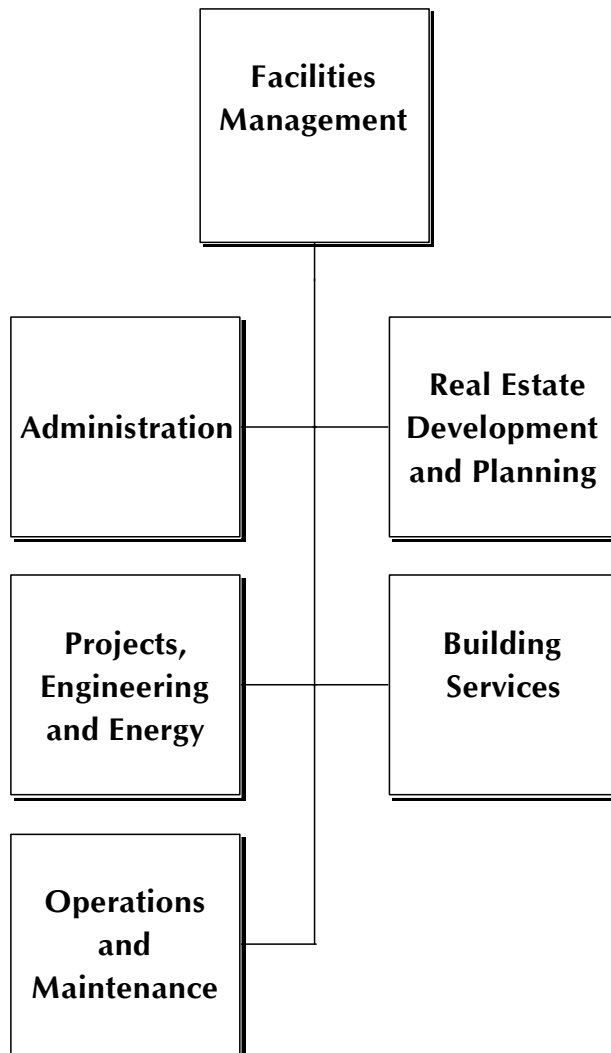 Facilities
Management
Administration
Real Estate
Development
and Planning
Projects,
Engineering
and Energy
Building
Services
Operations
and
Maintenance